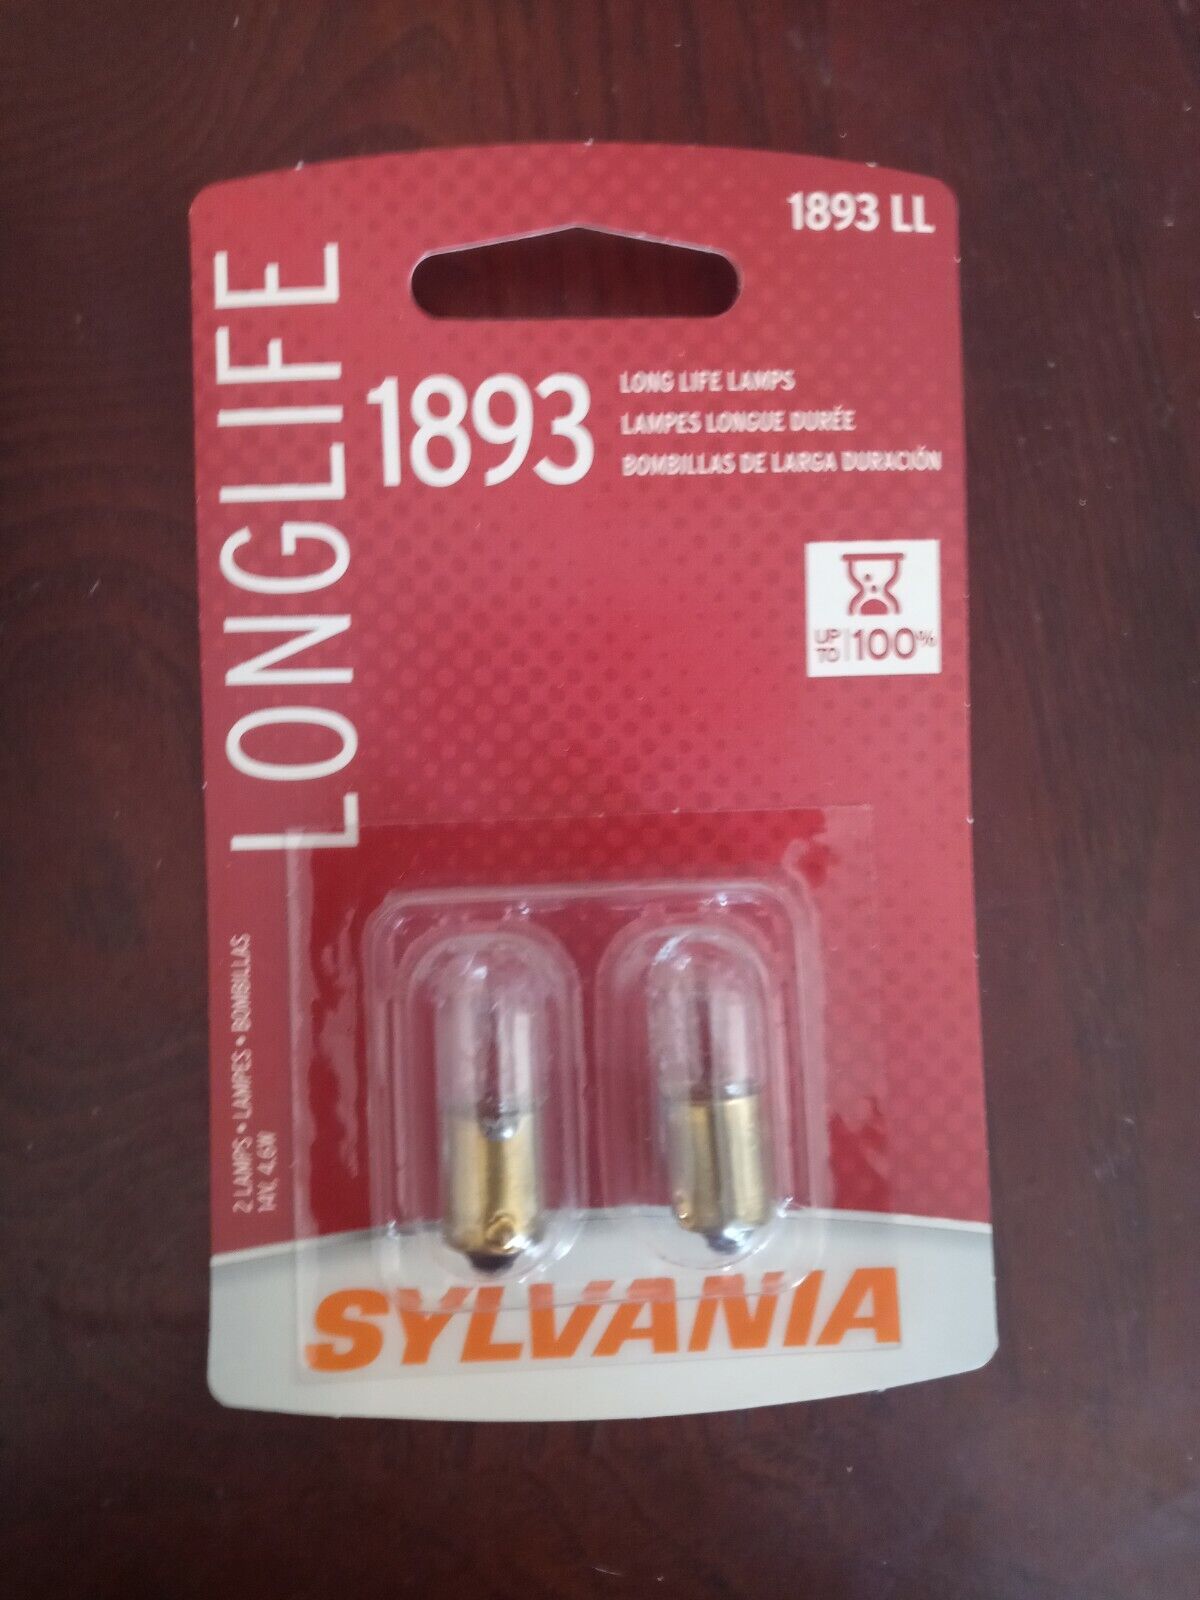 1893 LL
LONGLIFE
1893
LONG LIFE LAMPS
LAMPES LONGUE DURÉE
BOMBILLAS DE LARGA DURACIÓN
UP TO 100%
2 LAMPS • LAMPES • BOMBILLAS
14V, 4.6W
SYLVANIA